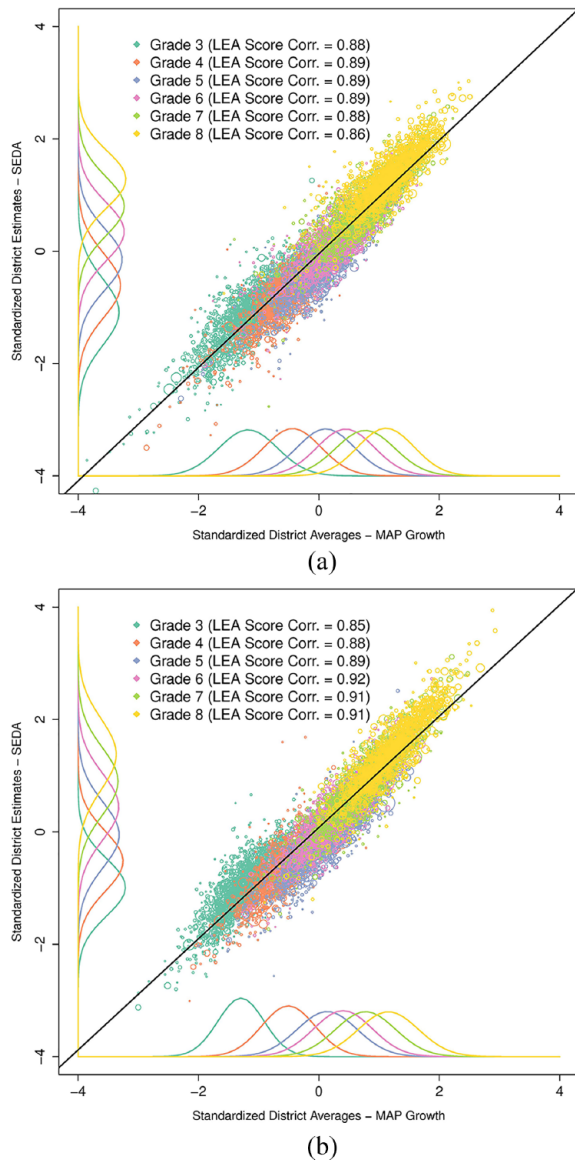 4
Grade 3 (LEA Score Corr. = 0.88)
Grade 4 (LEA Score Corr. = 0.89)
Grade 5 (LEA Score Corr. = 0.89)
Grade 6 (LEA Score Corr. = 0.89)
Grade 7 (LEA Score Corr. = 0.88)
Grade 8 (LEA Score Corr. = 0.86)
2
0
−2
−4
Standardized District Estimates − SEDA
−4 −2 0 2 4
Standardized District Averages − MAP Growth
(a)
4
Grade 3 (LEA Score Corr. = 0.85)
Grade 4 (LEA Score Corr. = 0.88)
Grade 5 (LEA Score Corr. = 0.89)
Grade 6 (LEA Score Corr. = 0.92)
Grade 7 (LEA Score Corr. = 0.91)
Grade 8 (LEA Score Corr. = 0.91)
2
0
−2
−4
Standardized District Estimates − SEDA
−4 −2 0 2 4
Standardized District Averages − MAP Growth
(b)